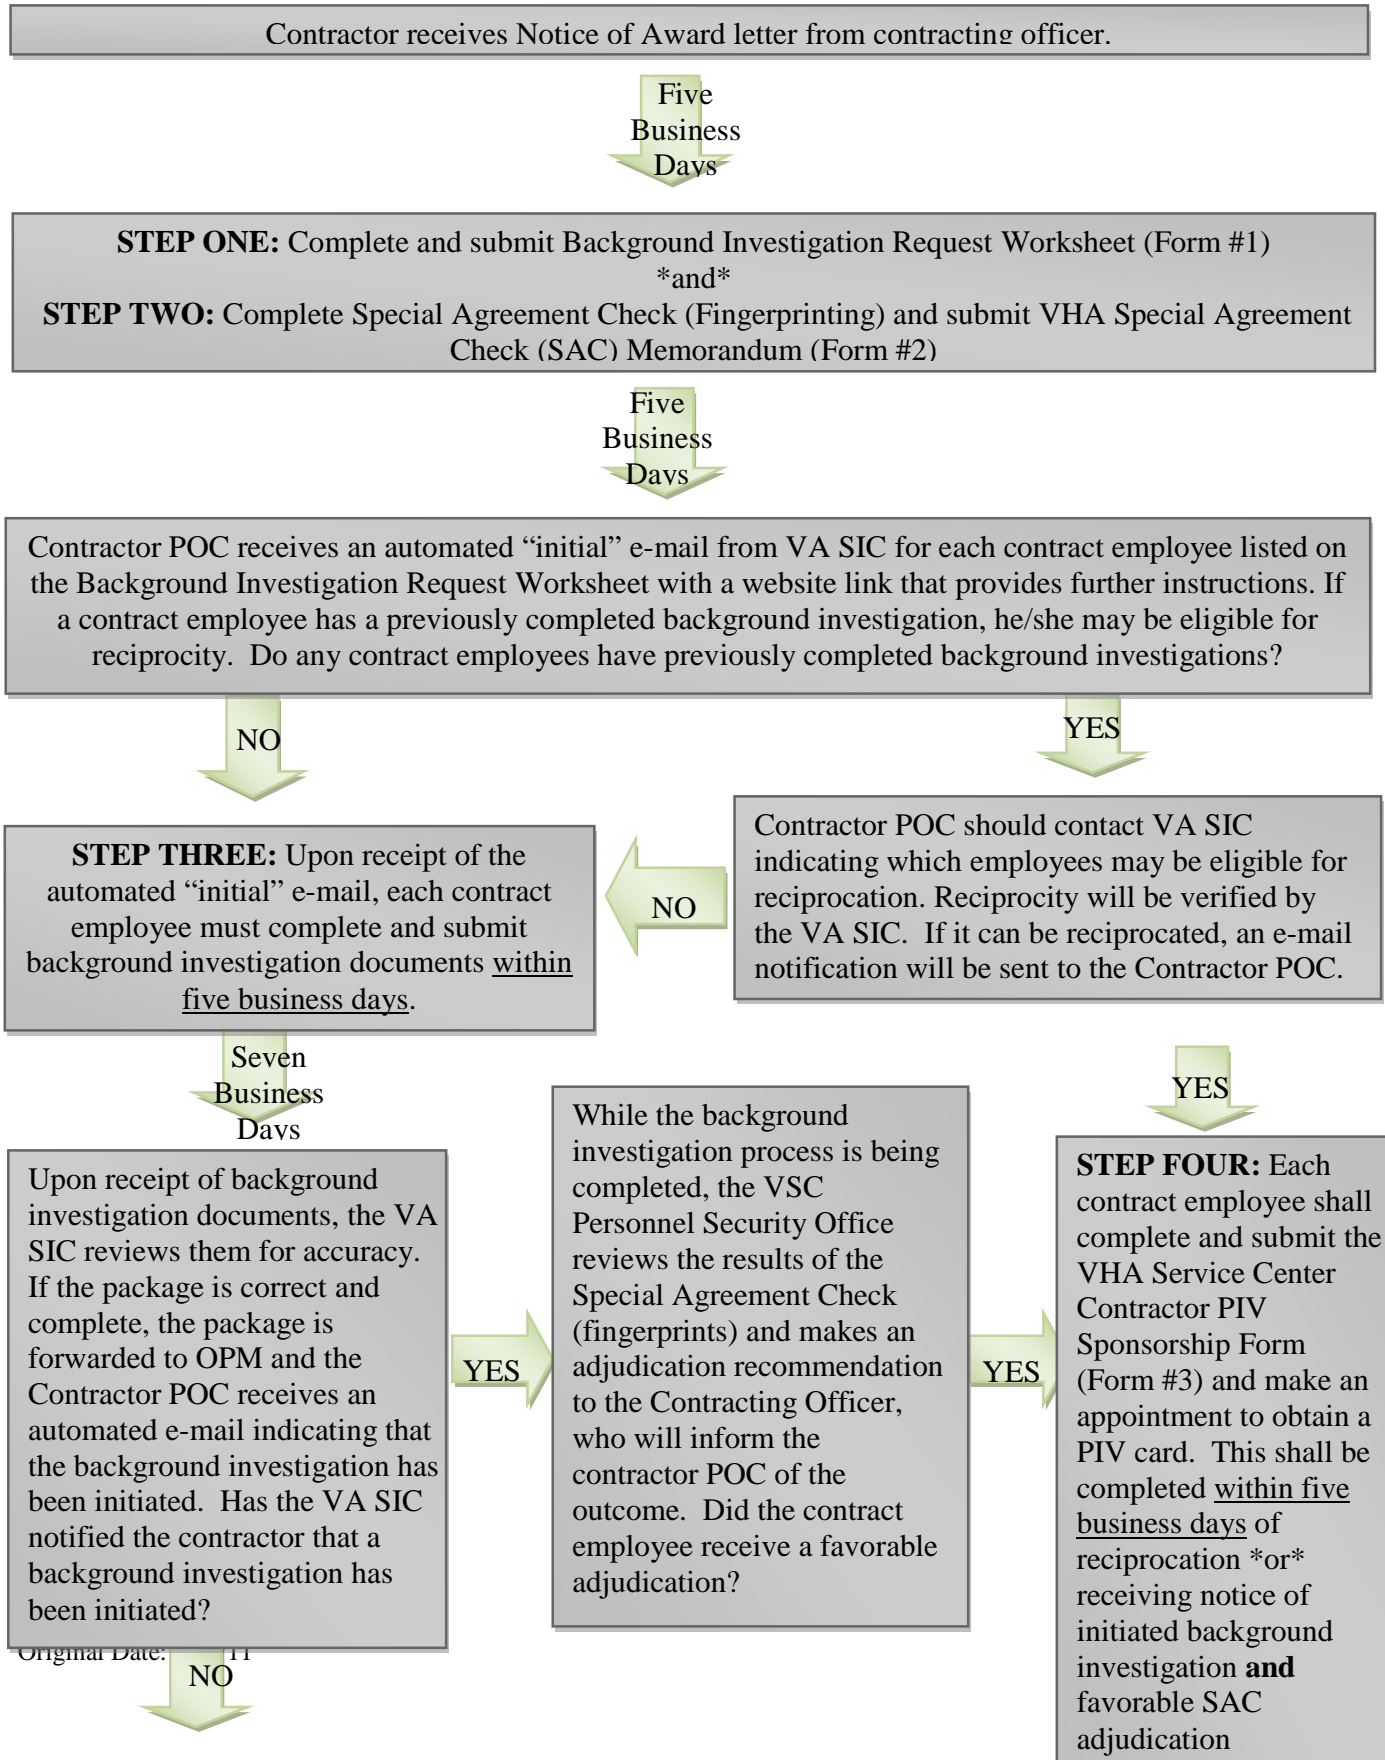 Contractor receives Notice of Award letter from contracting officer.
Five
Business
Days
STEP ONE: Complete and submit Background Investigation Request Worksheet (Form #1)
*and*
STEP TWO: Complete Special Agreement Check (Fingerprinting) and submit VHA Special Agreement
Check (SAC) Memorandum (Form #2)
Five
Business
Days
Contractor POC receives an automated “initial” e-mail from VA SIC for each contract employee listed on
the Background Investigation Request Worksheet with a website link that provides further instructions. If
a contract employee has a previously completed background investigation, he/she may be eligible for
reciprocity.  Do any contract employees have previously completed background investigations?
NO
YES
STEP THREE: Upon receipt of the
automated “initial” e-mail, each contract
employee must complete and submit
background investigation documents within
five business days.
NO
Contractor POC should contact VA SIC
indicating which employees may be eligible for
reciprocation. Reciprocity will be verified by
the VA SIC.  If it can be reciprocated, an e-mail
notification will be sent to the Contractor POC.
Seven
Business
Days
YES
Upon receipt of background
investigation documents, the VA
SIC reviews them for accuracy.
If the package is correct and
complete, the package is
forwarded to OPM and the
Contractor POC receives an
automated e-mail indicating that
the background investigation has
been initiated.  Has the VA SIC
notified the contractor that a
background investigation has
been initiated?
YES
While the background
investigation process is being
completed, the VSC
Personnel Security Office
reviews the results of the
Special Agreement Check
(fingerprints) and makes an
adjudication recommendation
to the Contracting Officer,
who will inform the
contractor POC of the
outcome.  Did the contract
employee receive a favorable
adjudication?
YES
STEP FOUR: Each
contract employee shall
complete and submit the
VHA Service Center
Contractor PIV
Sponsorship Form
(Form #3) and make an
appointment to obtain a
PIV card.  This shall be
completed within five
business days of
reciprocation *or*
receiving notice of
initiated background
investigation and
favorable SAC
adjudication
Original Date:
NO